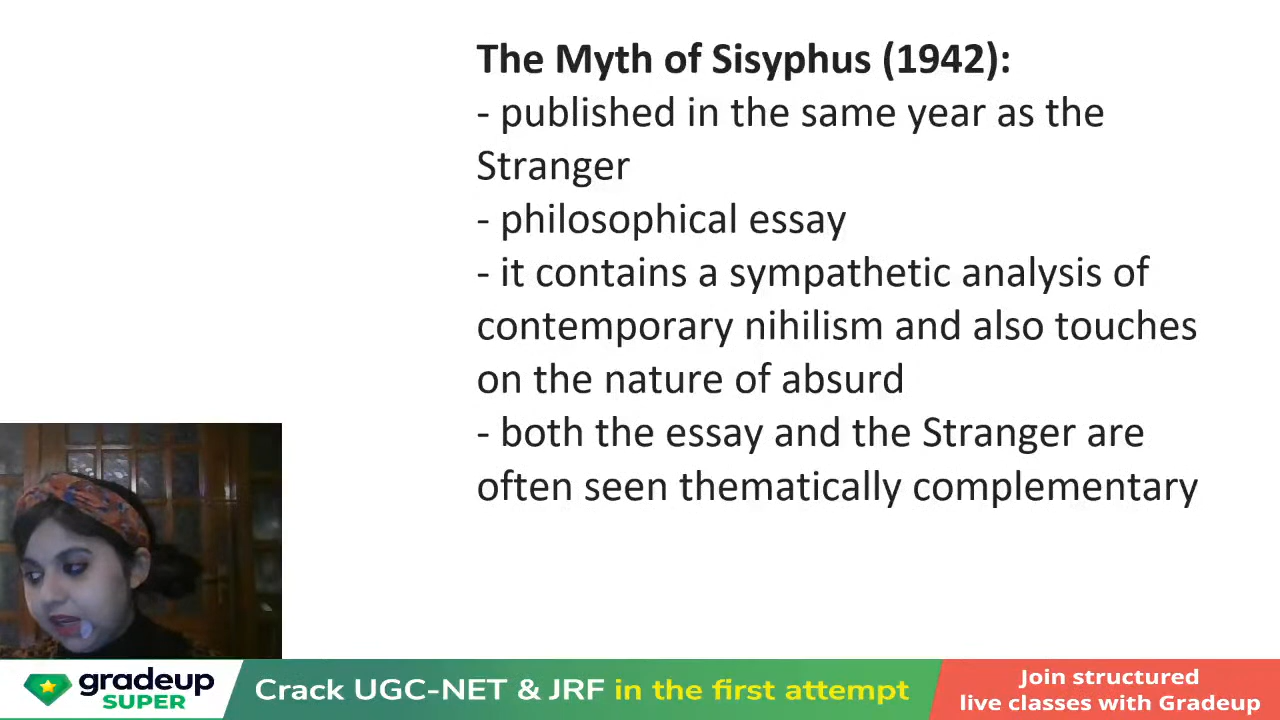 The Myth of Sisyphus (1942):
- published in the same year as the
Stranger
- philosophical essay
- it contains a sympathetic analysis of
contemporary nihilism and also touches
on the nature of absurd
- both the essay and the Stranger are
often seen thematically complementary
gradeup
SUPER
Crack UGC-NET & JRF in the first attempt
Join structured
live classes with Gradeup